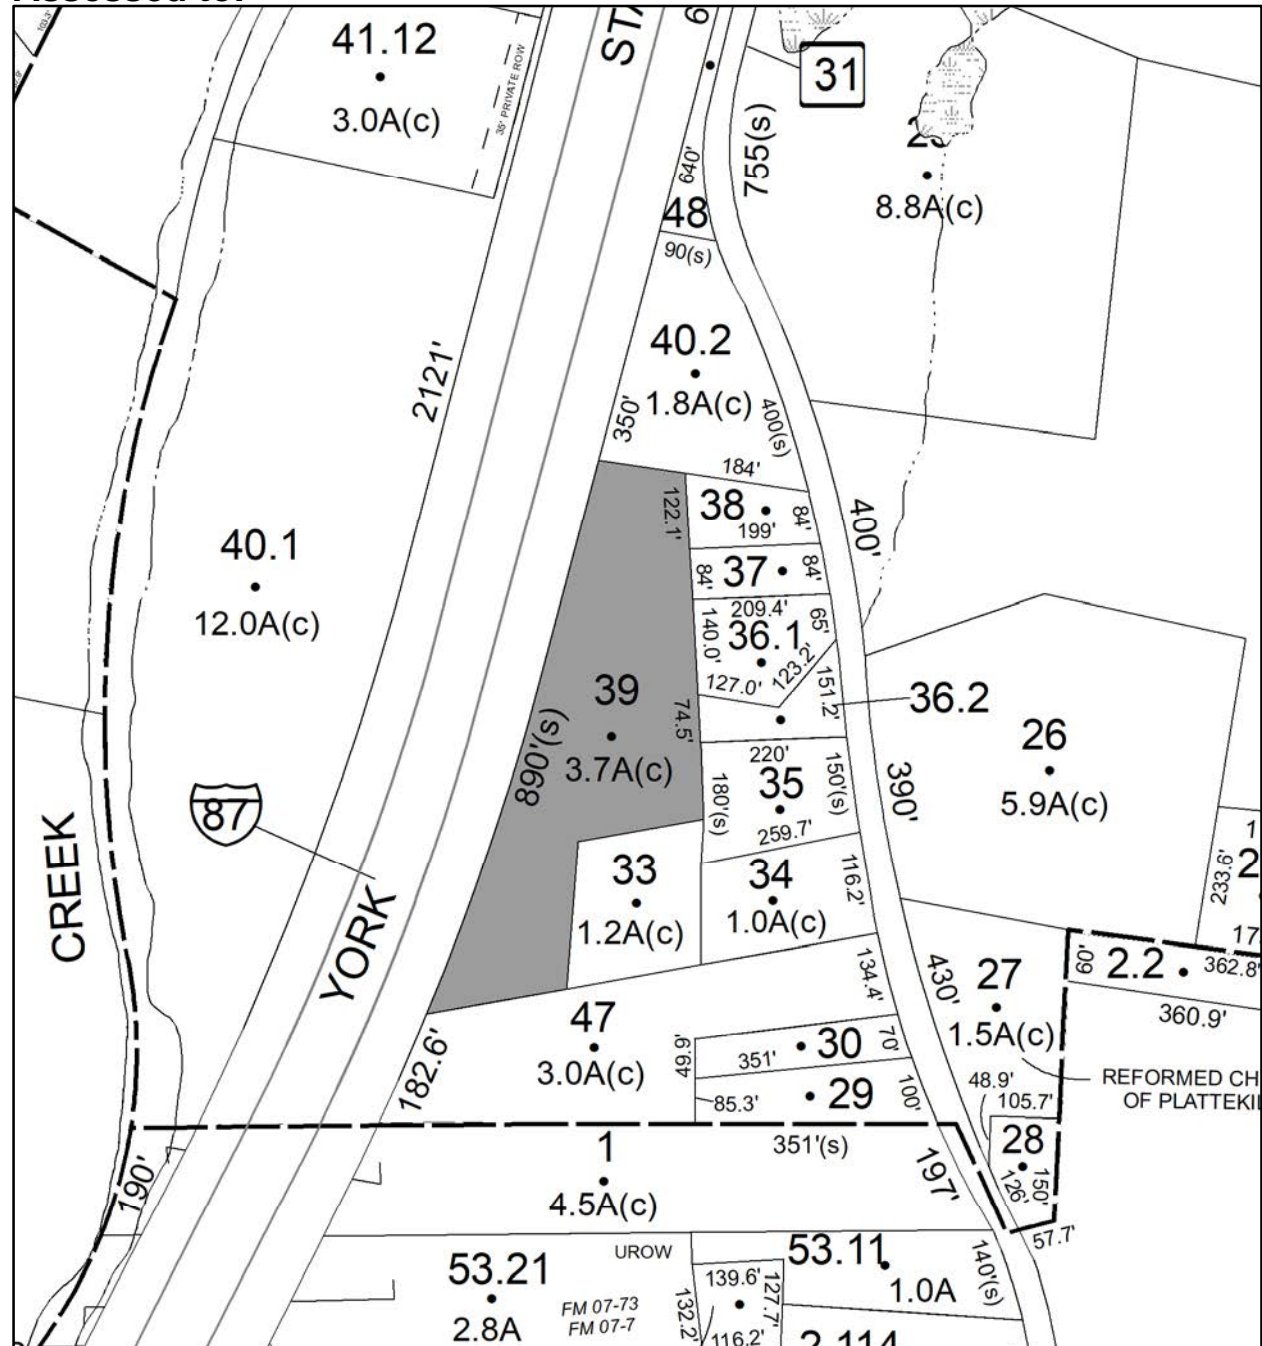 Assessed to:
41.12
3.0A(c)
35' PRIVATE ROW
STA
31
755(s)
640'
48
90(s)
8.8A(c)
2121'
40.2
1.8A(c)
350'
400(s)
184'
122.1'
38
199'
84'
400'
40.1
12.0A(c)
84'
37
84'
209.4'
140.0'
36.1
65'
127.0'
123.2'
151.2'
36.2
39
3.7A(c)
890'(s)
74.5'
220'
35
180'(s)
150'(s)
259.7'
390'
26
5.9A(c)
233.6'
87
CREEK
YORK
33
1.2A(c)
34
1.0A(c)
116.2'
134.4'
430'
27
1.5A(c)
60'
2.2
362.8'
360.9'
47
3.0A(c)
182.6'
49.9'
351'
30
70'
85.3'
29
100'
48.9'
105.7'
REFORMED CH
OF PLATTEKI
28
126'
150'
57.7'
190'
1
4.5A(c)
351'(s)
197'
UROW
53.21
2.8A
FM 07-73
FM 07-7
53.11
1.0A
140'(s)
139.6'
127.7'
132.2'
116.2'
2.114